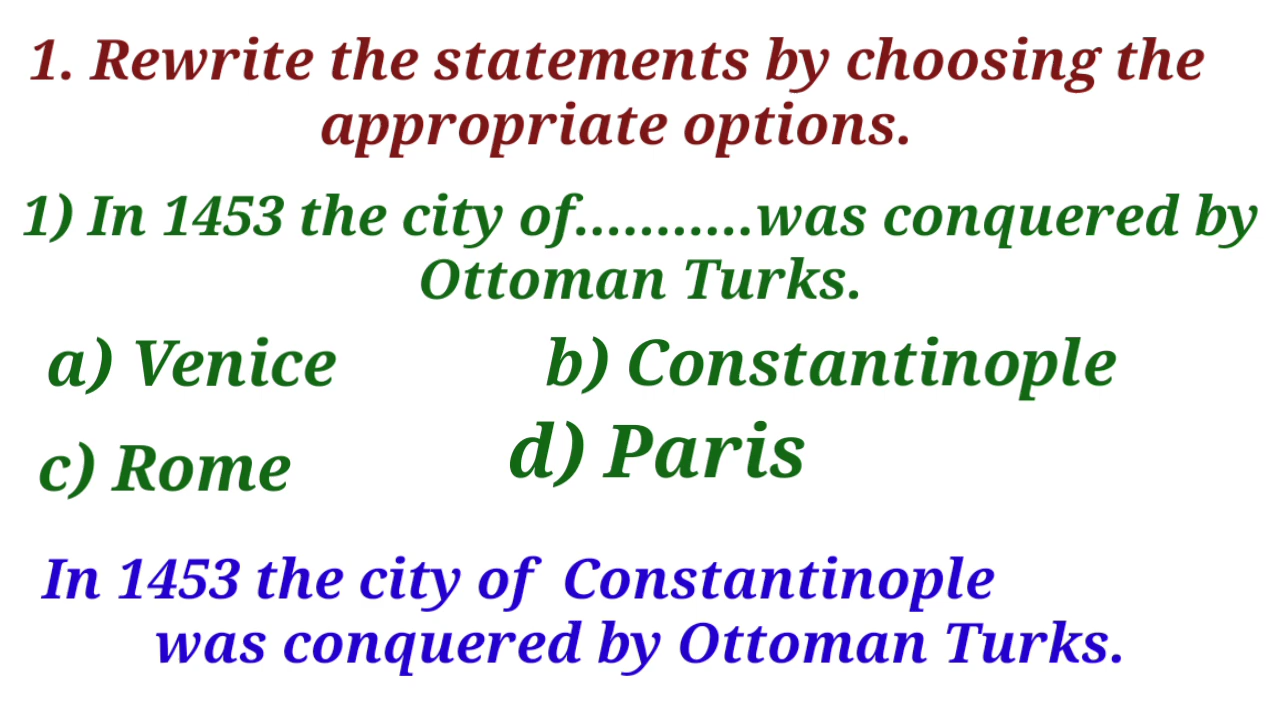 1. Rewrite the statements by choosing the
appropriate options.
1) In 1453 the city of...........was conquered by
Ottoman Turks.
a) Venice b) Constantinople
c) Rome d) Paris
In 1453 the city of Constantinople
was conquered by Ottoman Turks.